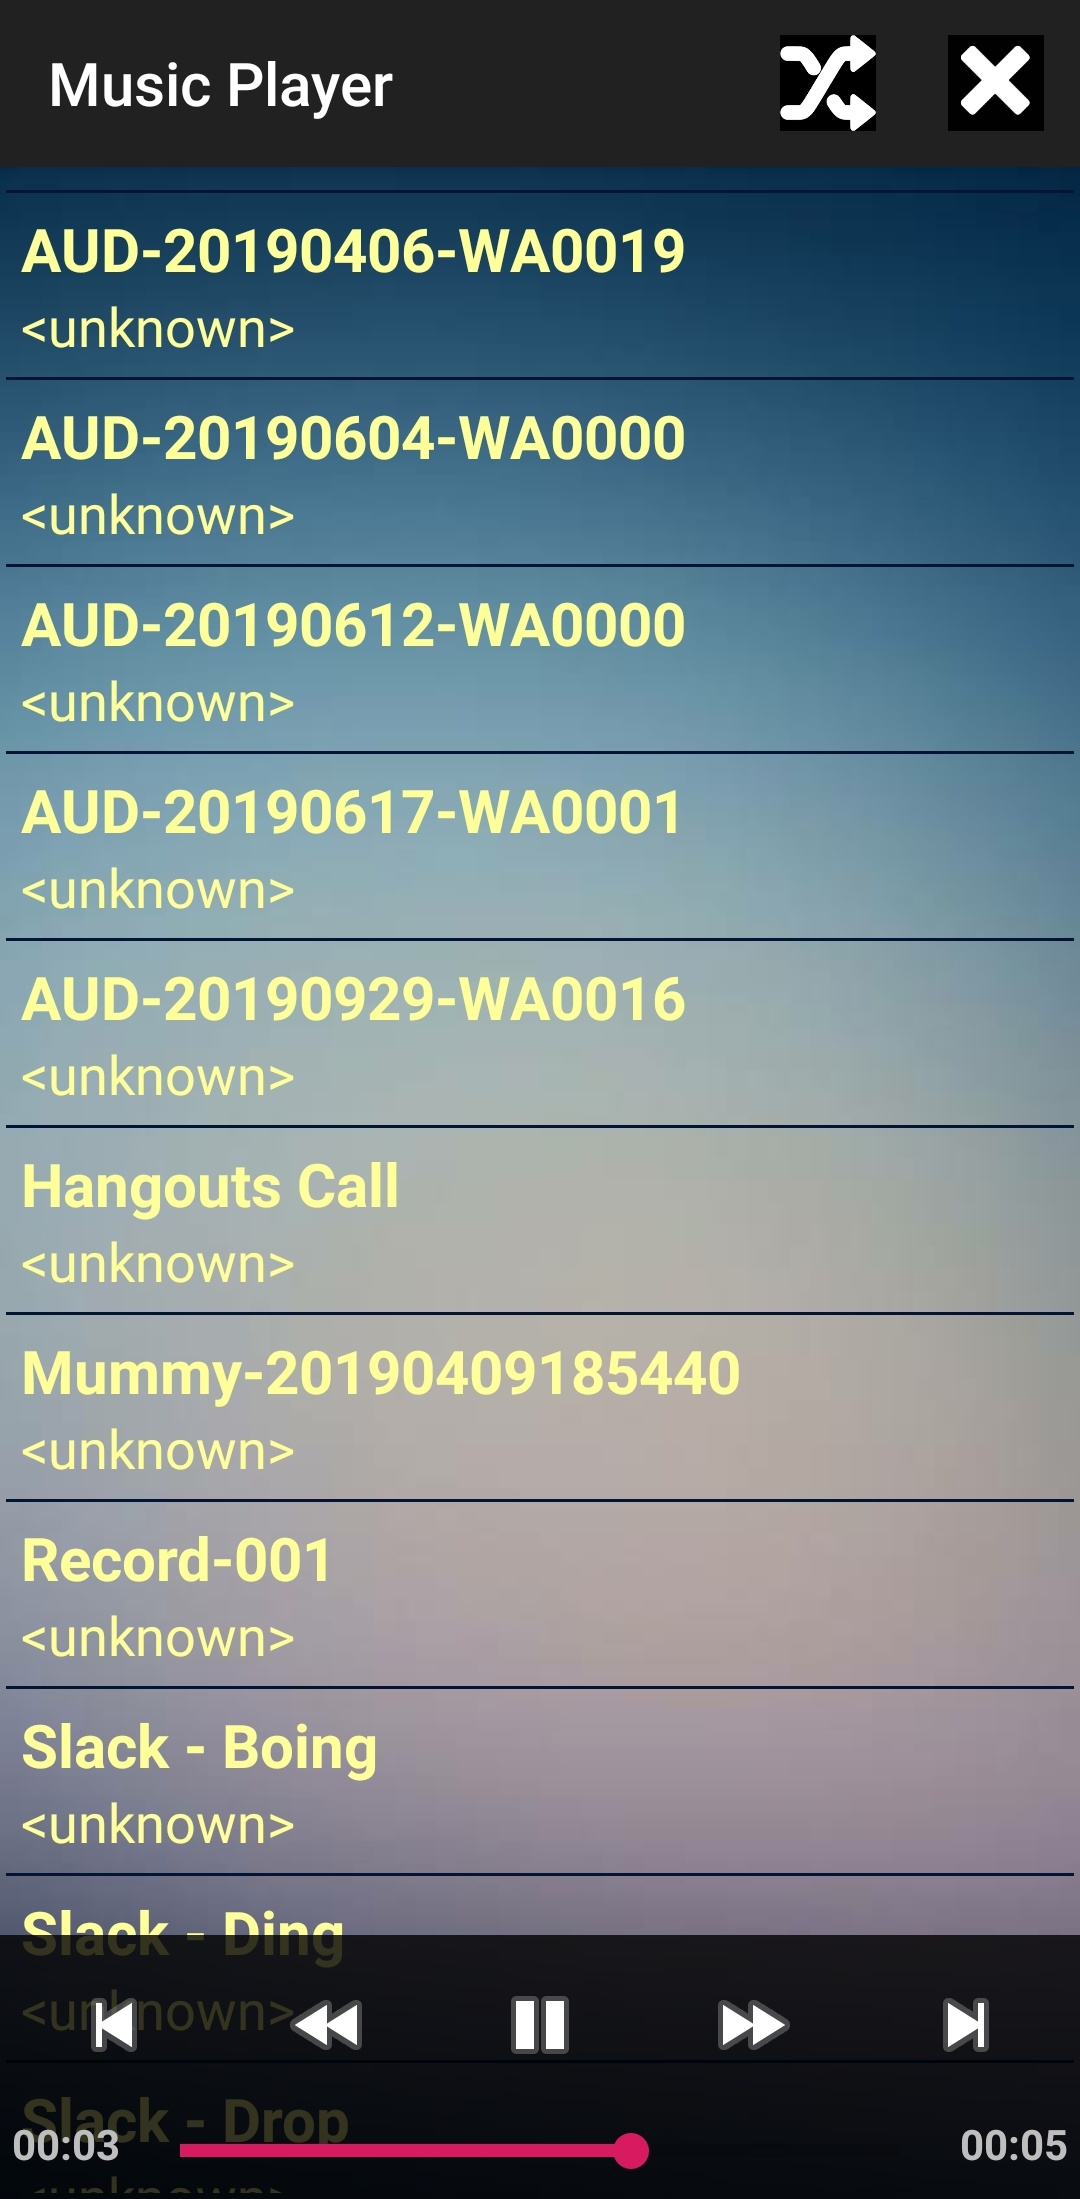 Music Player
AUD-20190406-WA0019
<unknown>
AUD-20190604-WA0000
<unknown>
AUD-20190612-WA0000
<unknown>
AUD-20190617-WA0001
<unknown>
AUD-20190929-WA0016
<unknown>
Hangouts Call
<unknown>
Mummy-20190409185440
<unknown>
Record-001
<unknown>
Slack - Boing
<unknown>
Slack - Ding
<unknown>
Slack - Drop
00:03
00:05
<unknown>